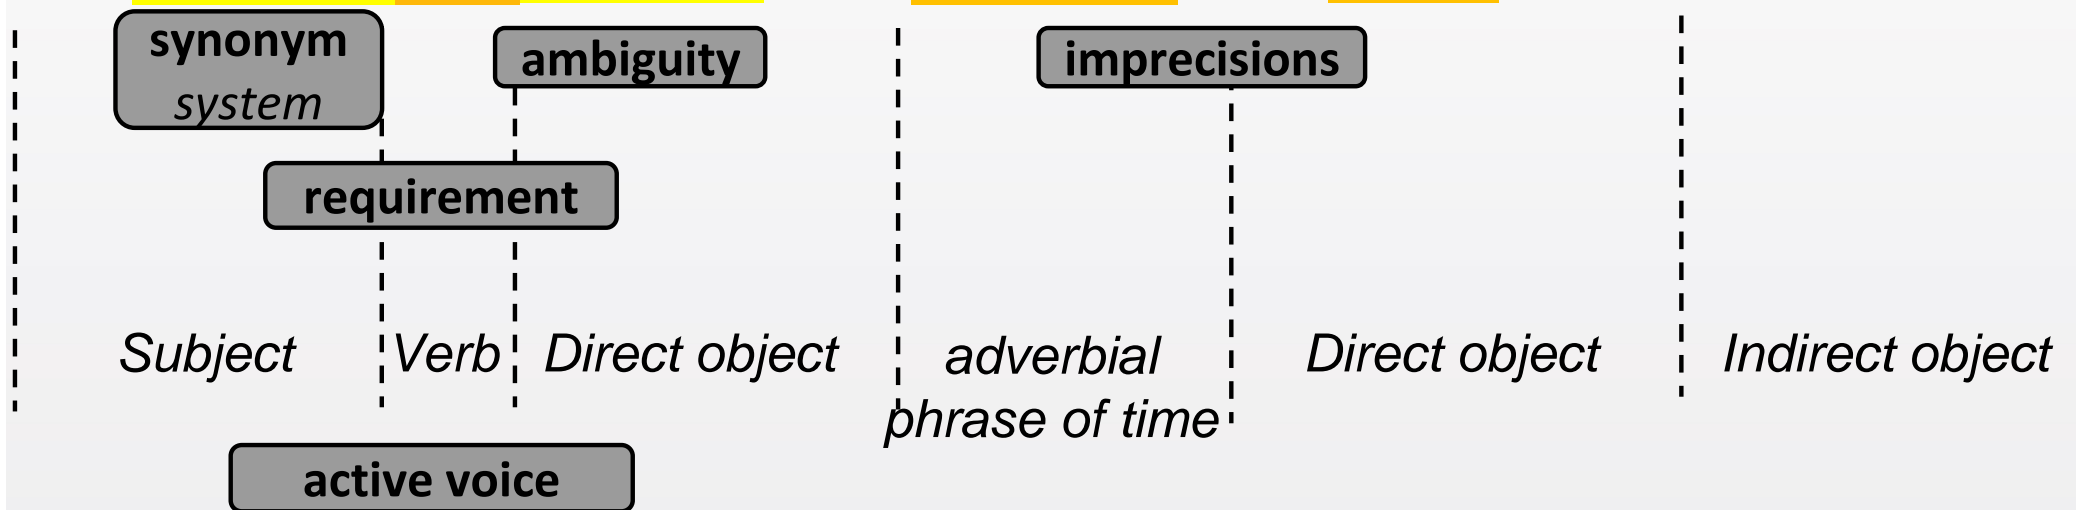 synonym
system
ambiguity
imprecisions
requirement
Subject
Verb
Direct object
adverbial
phrase of time
Direct object
Indirect object
active voice